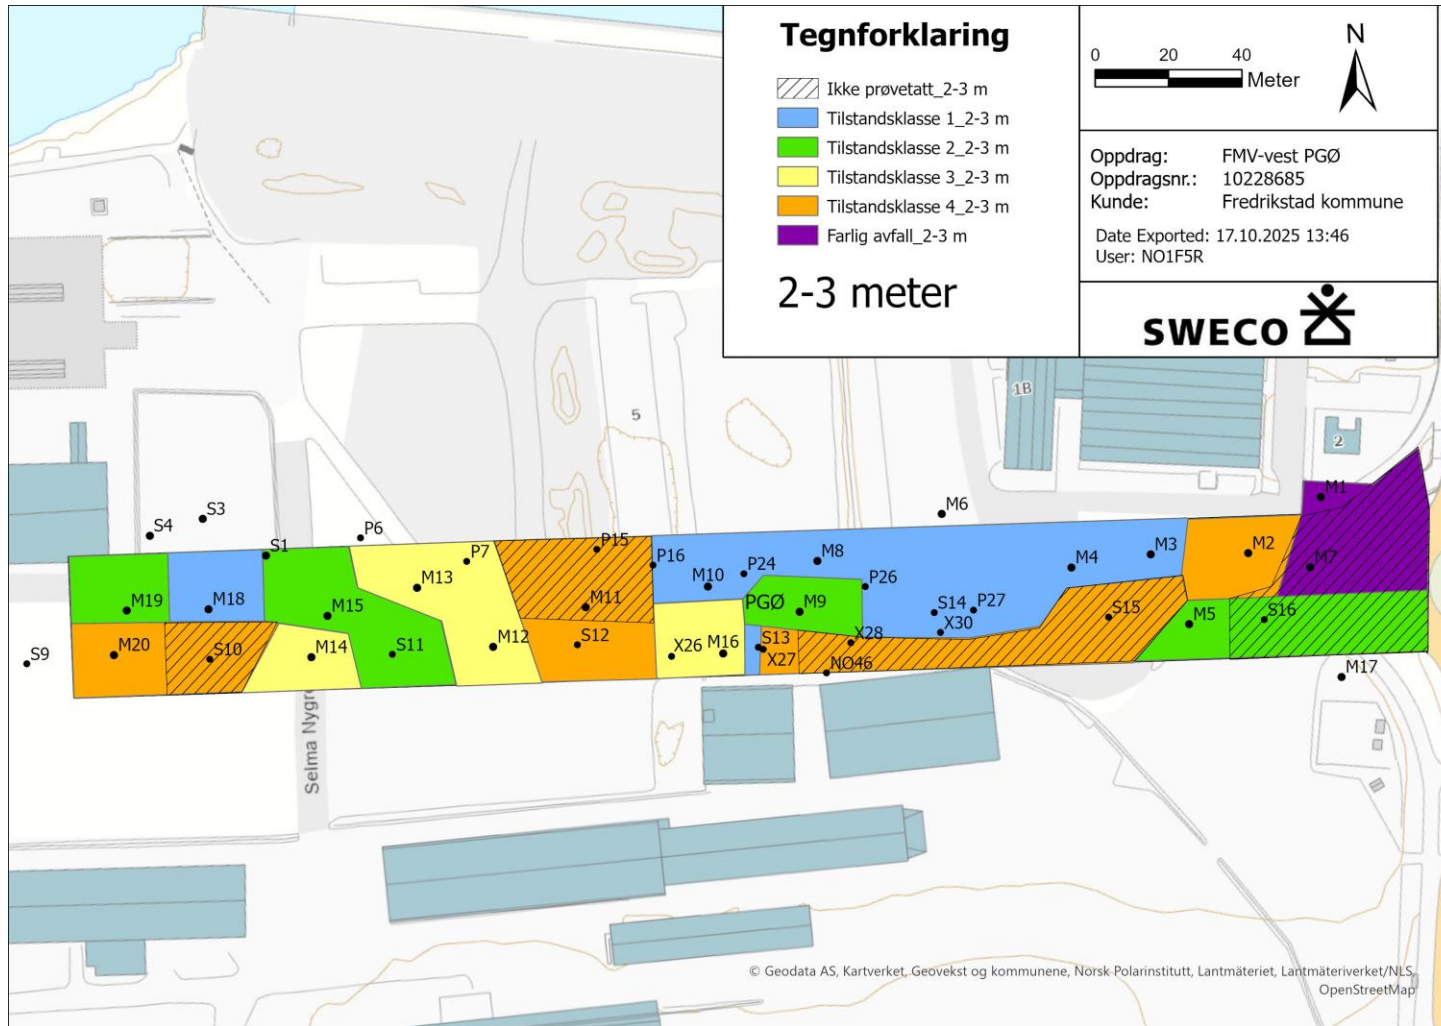 Tegnforklaring
Ikke prøvetatt_2-3 m
Tilstandsklasse 1_2-3 m
Tilstandsklasse 2_2-3 m
Tilstandsklasse 3_2-3 m
Tilstandsklasse 4_2-3 m
Farlig avfall_2-3 m
2-3 meter
0 20 40
Meter
N
Oppdrag: FMV-vest PGØ
Oppdragsnr.: 10228685
Kunde: Fredrikstad kommune
Date Exported: 17.10.2025 13:46
User: NO1F5R
SWECO
1B
5
2
M1
S3
S4
M6
P6
S1
P15
M8
M3
M2
P7
P16
P24
M4
M7
M13
M10
P26
M19
M18
M15
M11
PGØ
M9
S14
P27
S15
M5
S16
X30
M20
S10
M14
S11
M12
S12
X26
M16
S13
X28
S9
X27
NO46
M17
Selma Nygre
© Geodata AS, Kartverket, Geovekst og kommunene, Norsk Polarinstitutt, Lantmäteriet, Lantmäteriverket/NLS,
OpenStreetMap